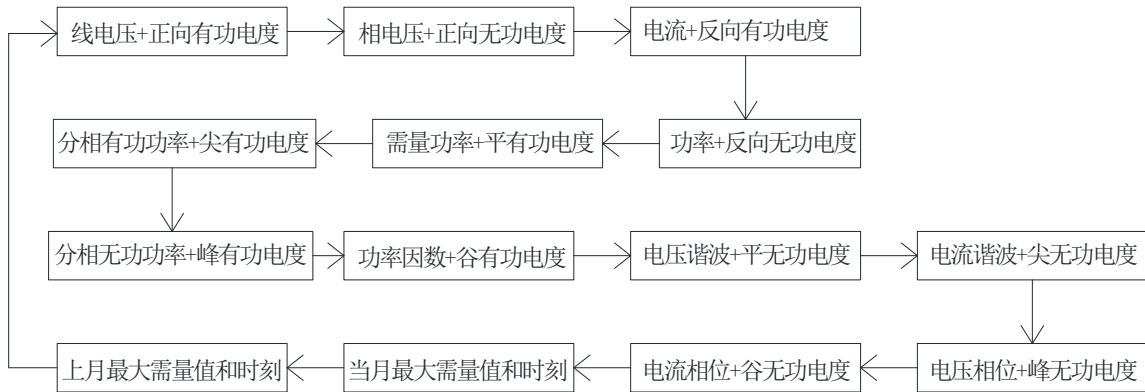 线电压+正向有功电度
相电压+正向无功电度
电流+反向有功电度
功率+反向无功电度
需量功率+平有功电度
分相有功功率+尖有功电度
分相无功功率+峰有功电度
功率因数+谷有功电度
电压谐波+平无功电度
电流谐波+尖无功电度
电压相位+峰无功电度
电流相位+谷无功电度
当月最大需量值和时刻
上月最大需量值和时刻